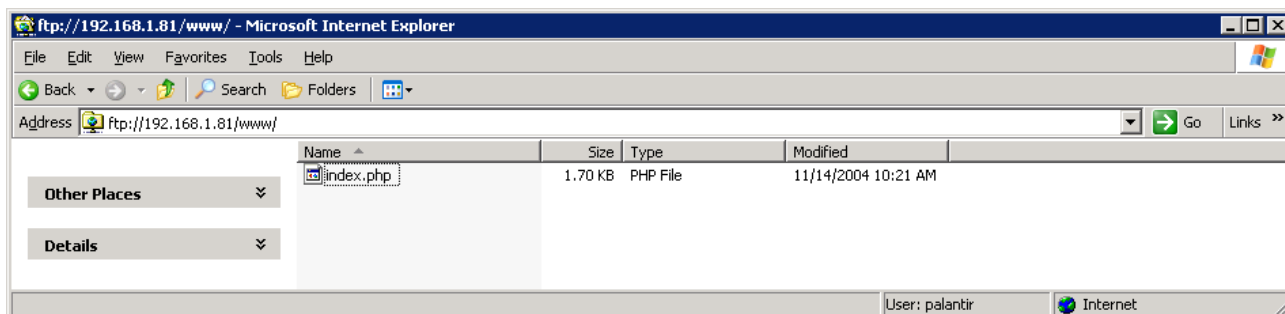 ftp://192.168.1.81/www/ - Microsoft Internet Explorer
File Edit View Favorites Tools Help
Back Search Folders
Address ftp://192.168.1.81/www/ Go Links »
Name Size Type Modified
index.php 1.70 KB PHP File 11/14/2004 10:21 AM
Other Places
Details
User: palantir Internet